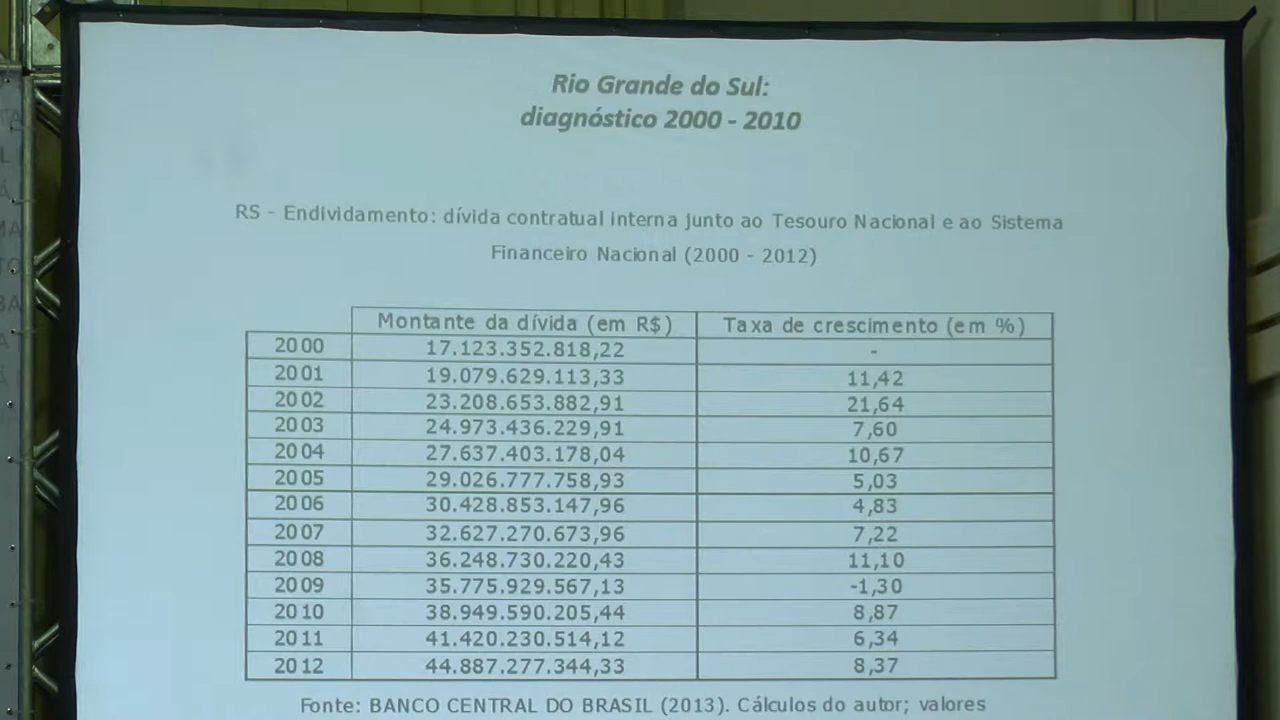 Rio Grande do Sul:
diagnóstico 2000 - 2010
RS - Endividamento: dívida contratual interna junto ao Tesouro Nacional e ao Sistema
Financeiro Nacional (2000 - 2012)
Montante da dívida (em R$) Taxa de crescimento (em %)
2000 17.123.352.818,22 -
2001 19.079.629.113,33 11,42
2002 23.208.653.882,91 21,64
2003 24.973.436.229,91 7,60
2004 27.637.403.178,04 10,67
2005 29.026.777.758,93 5,03
2006 30.428.853.147,96 4,83
2007 32.627.270.673,96 7,22
2008 36.248.730.220,43 11,10
2009 35.775.929.567,13 -1,30
2010 38.949.590.205,44 8,87
2011 41.420.230.514,12 6,34
2012 44.887.277.344,33 8,37
Fonte: BANCO CENTRAL DO BRASIL (2013). Cálculos do autor; valores